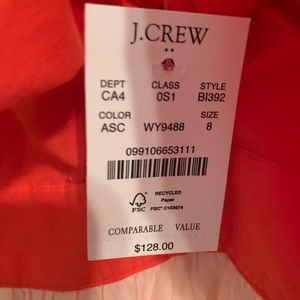 J.CREW
DEPT CLASS STYLE
CA4 0S1 BI392
COLOR SIZE
ASC WY9488 8
099106653111
FSC
RECYCLED
Paper
FSC® C103074
COMPARABLE VALUE
$128.00